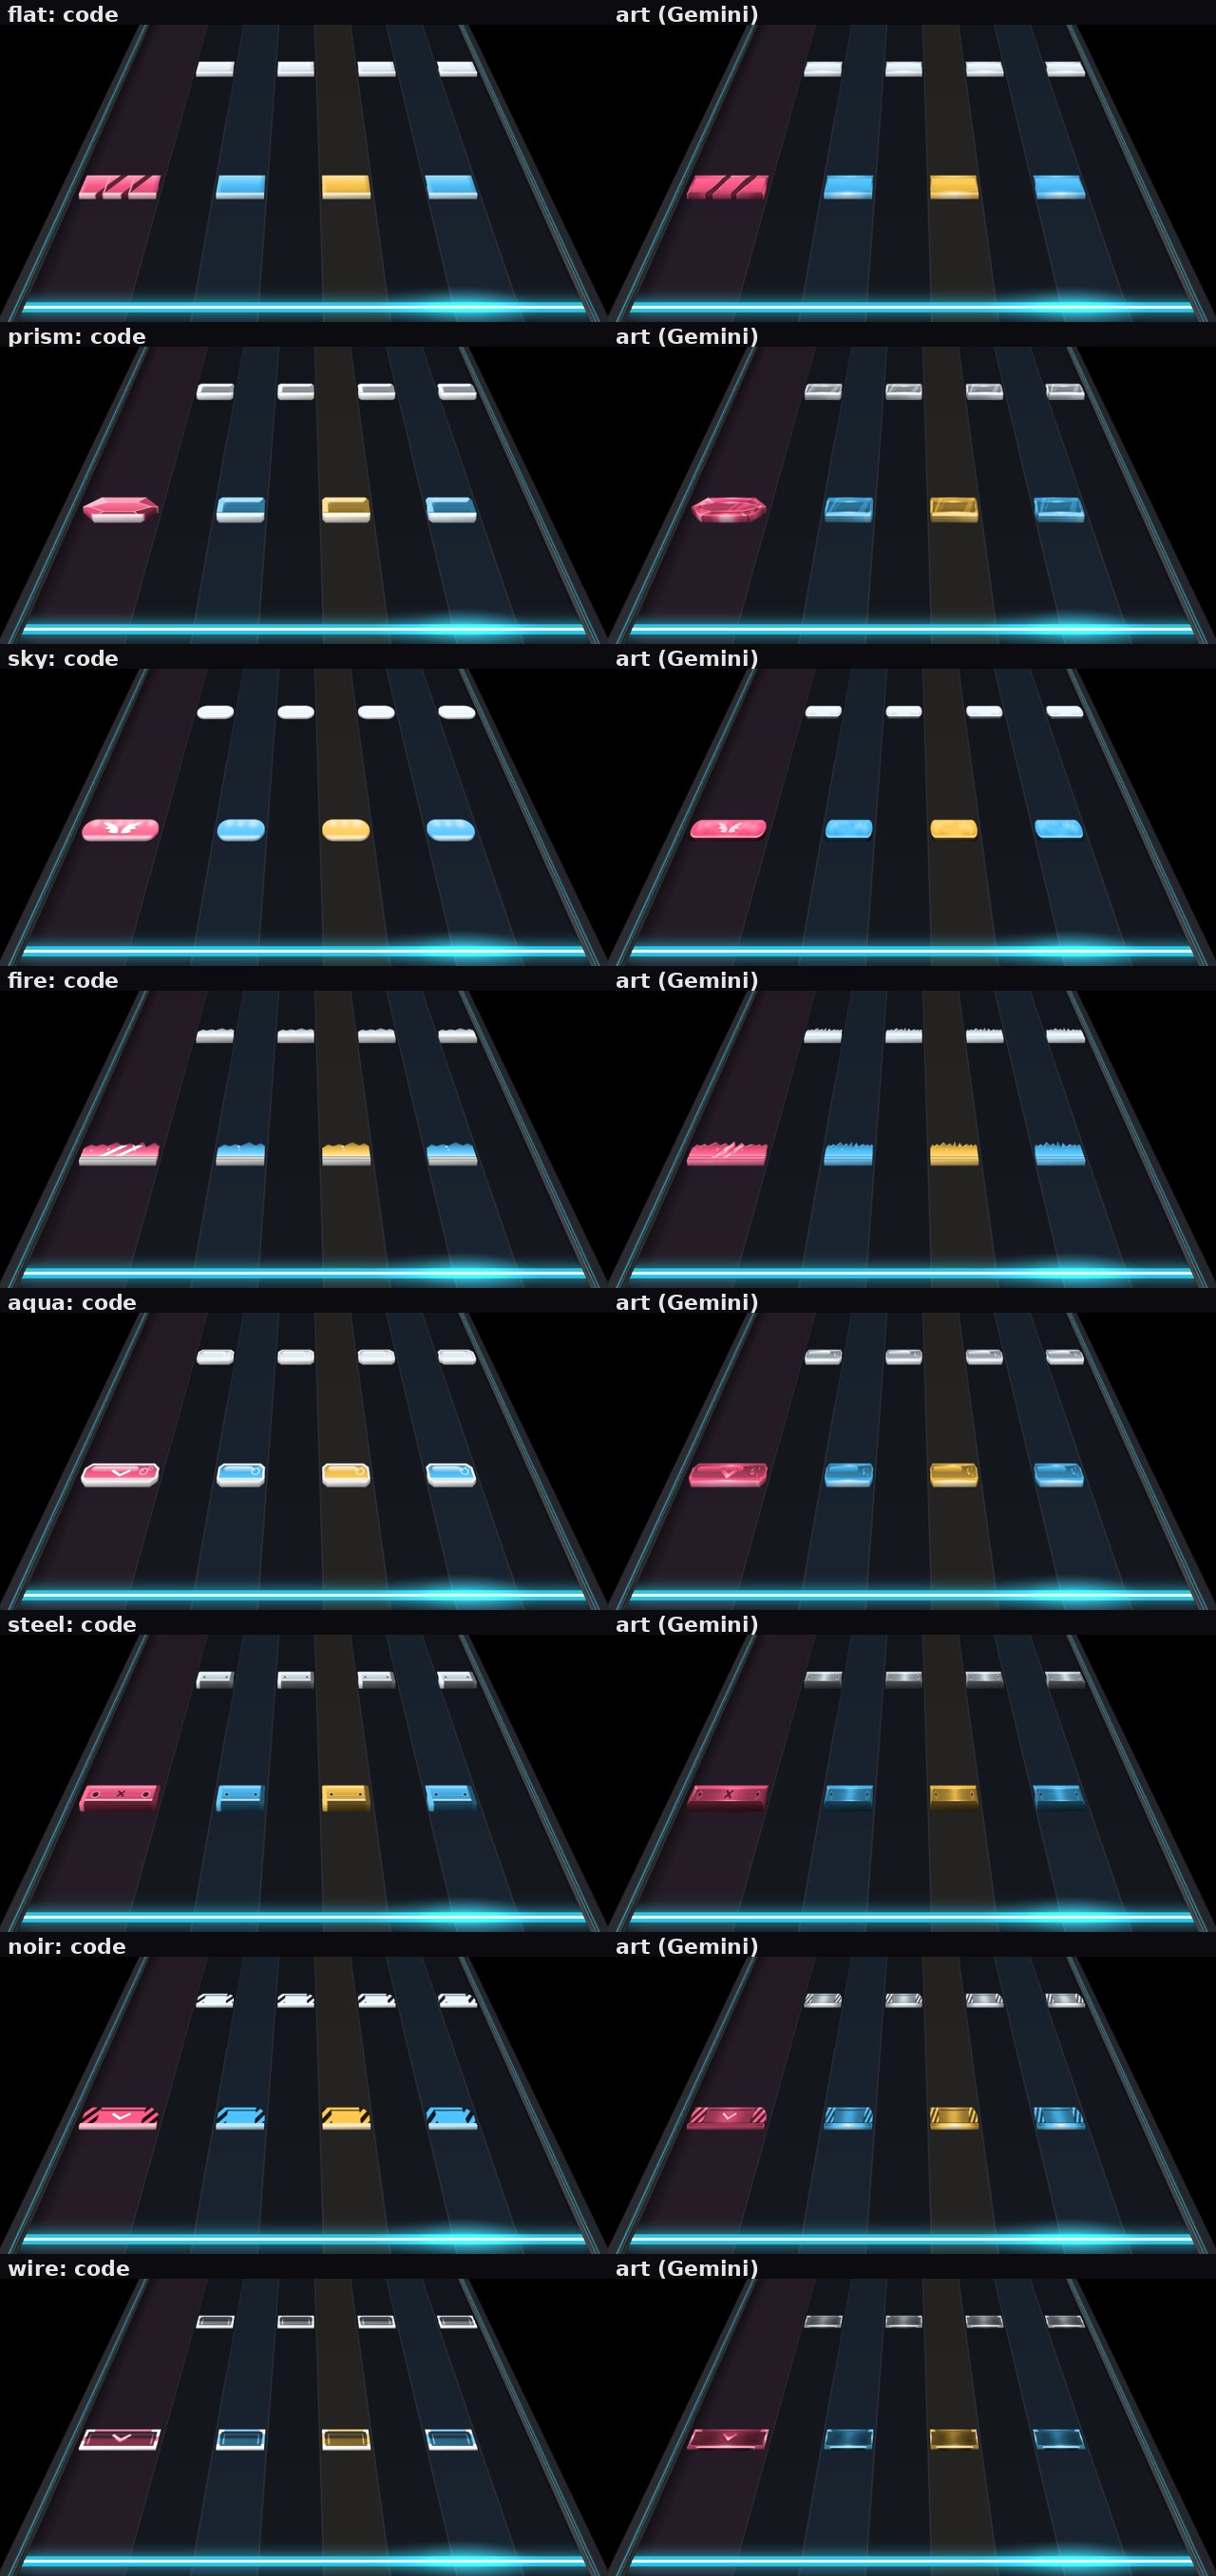 flat: code
art (Gemini)
prism: code
art (Gemini)
sky: code
art (Gemini)
fire: code
art (Gemini)
aqua: code
art (Gemini)
steel: code
art (Gemini)
noir: code
art (Gemini)
wire: code
art (Gemini)